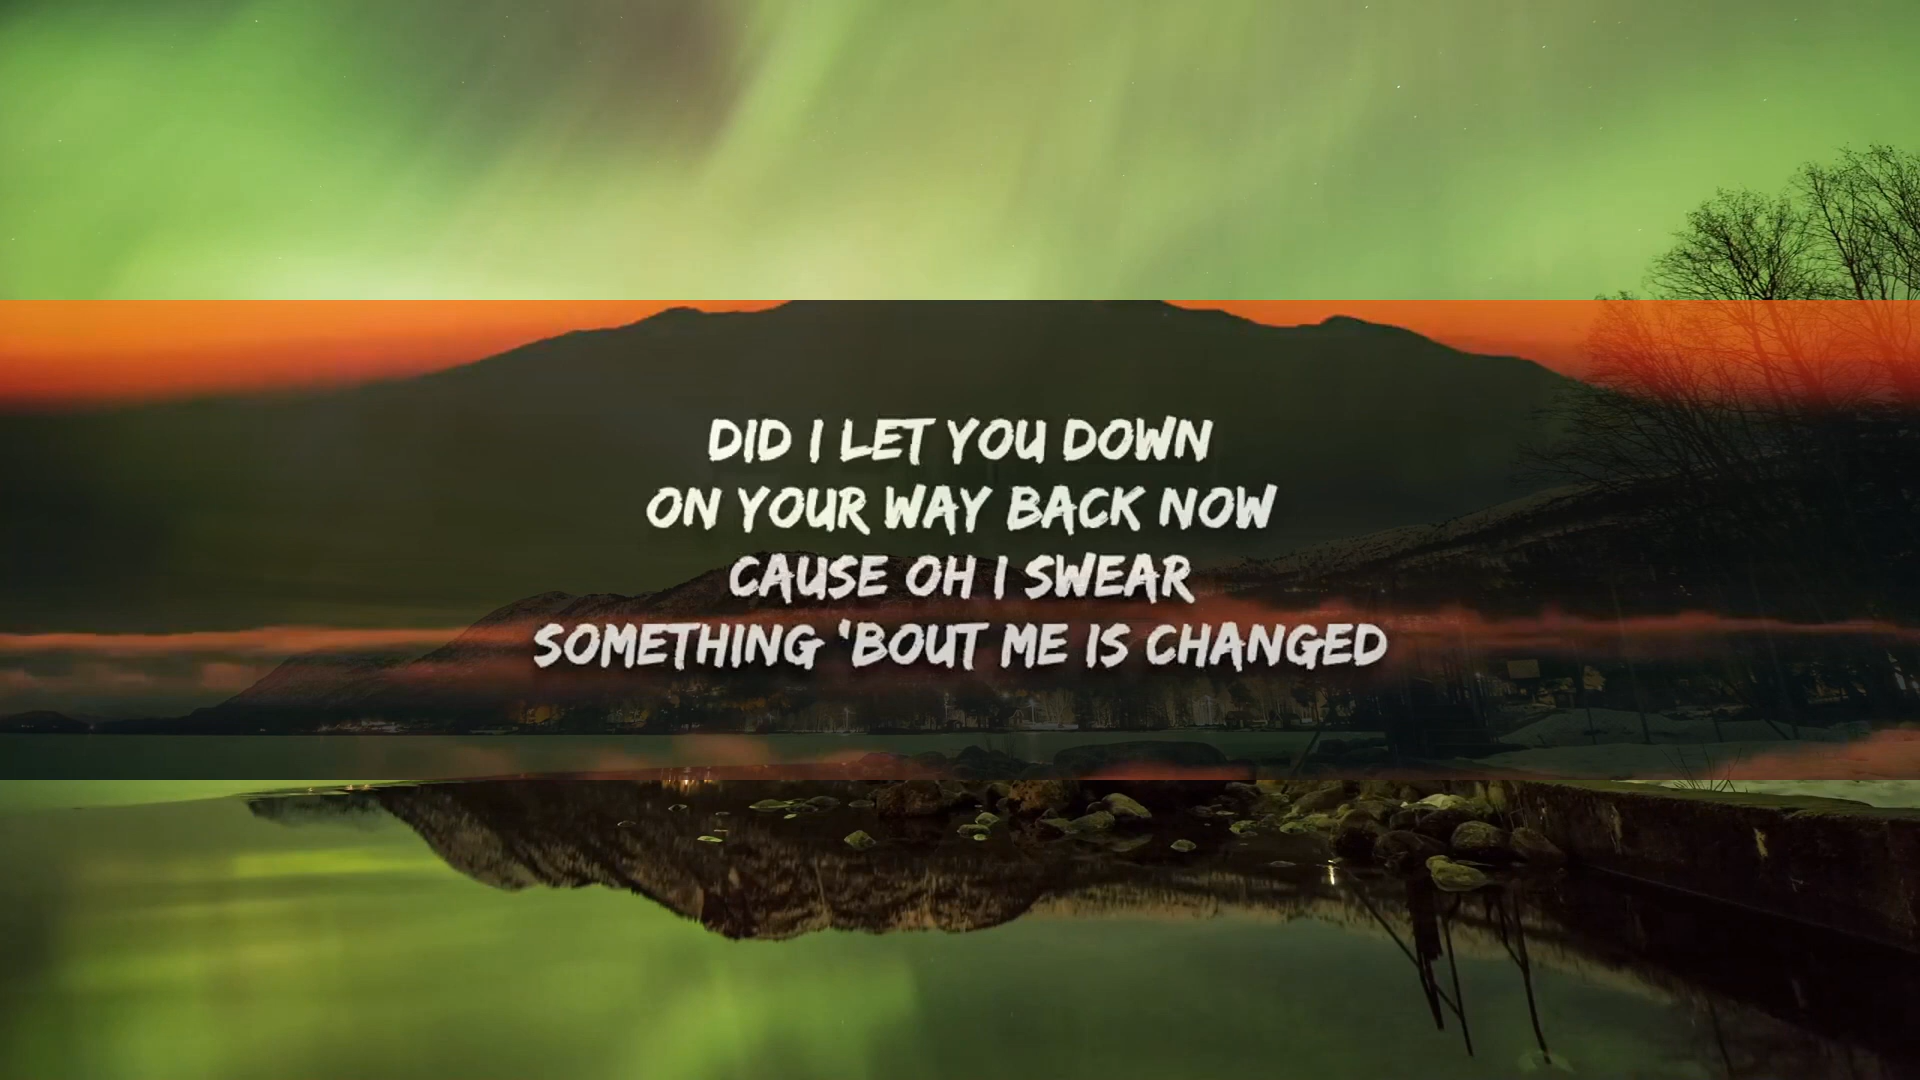 DID I LET YOU DOWN
ON YOUR WAY BACK NOW
CAUSE OH I SWEAR
SOMETHING ‘BOUT ME IS CHANGED